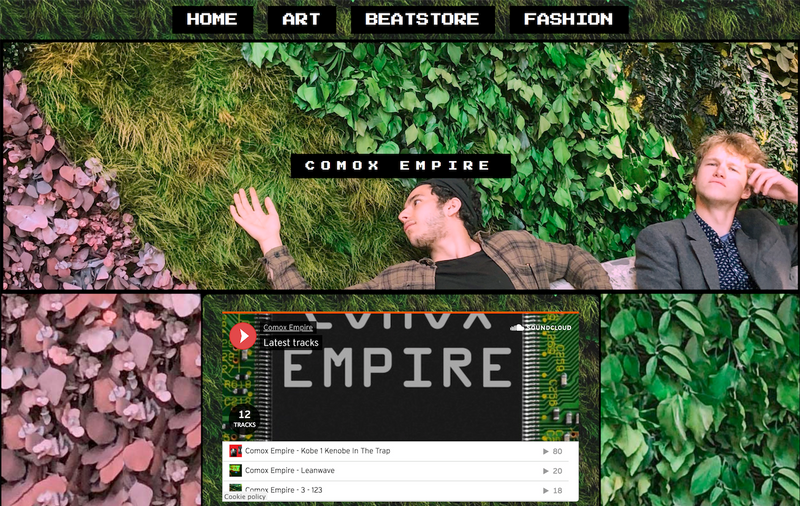 HOME
ART
BEATSTORE
FASHION
COMOX EMPIRE
Comox Empire
Latest tracks
SOUNDCLOUD
COMOX
EMPIRE
12
TRACKS
Comox Empire - Kobe 1 Kenobe In The Trap
80
Comox Empire - Leanwave
20
Comox Empire - 3 - 123
18
Cookie policy